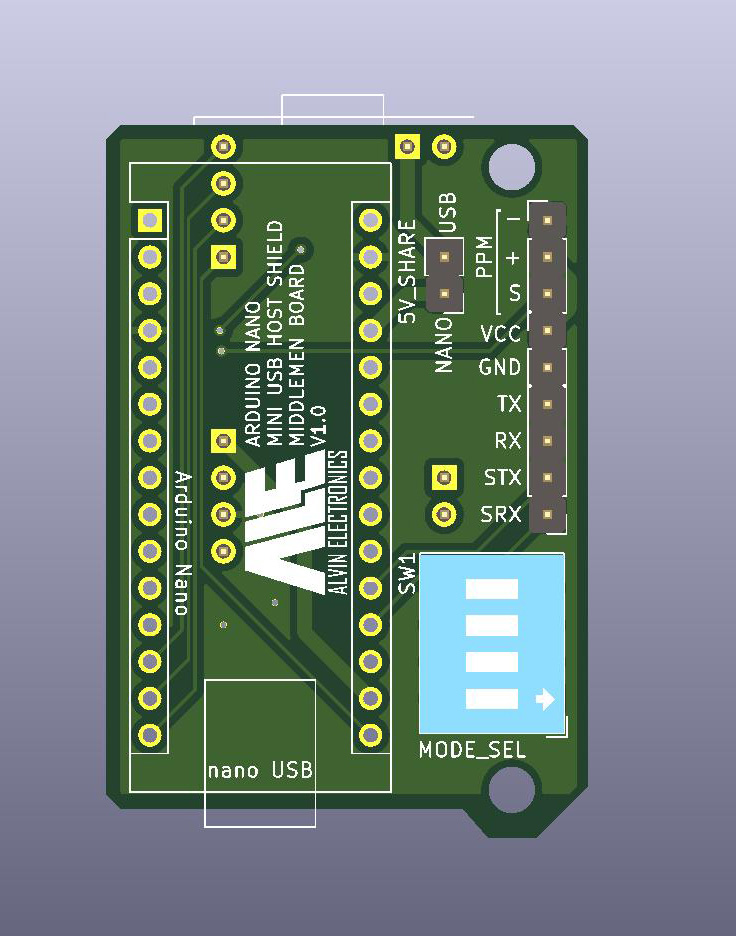 ARDUINO NANO
MINI USB HOST SHIELD
MIDDLEMEN BOARD
V1.0
ALE
ALVIN ELECTRONICS
Arduino Nano
nano USB
5V_SHARE
USB
NANO
PPM
-
+
S
VCC
GND
TX
RX
STX
SRX
SW1
MODE_SEL